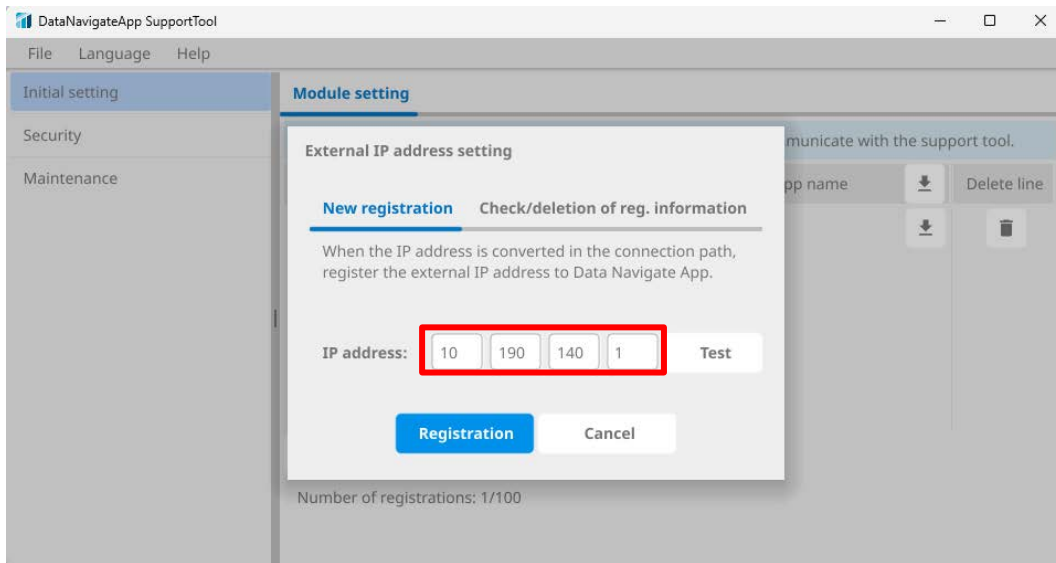 DataNavigateApp SupportTool
File Language Help
Initial setting
Security
Maintenance
Module setting
communicate with the support tool.
app name
Delete line
External IP address setting
New registration Check/deletion of reg. information
When the IP address is converted in the connection path,
register the external IP address to Data Navigate App.
IP address: 10 190 140 1 Test
Registration Cancel
Number of registrations: 1/100